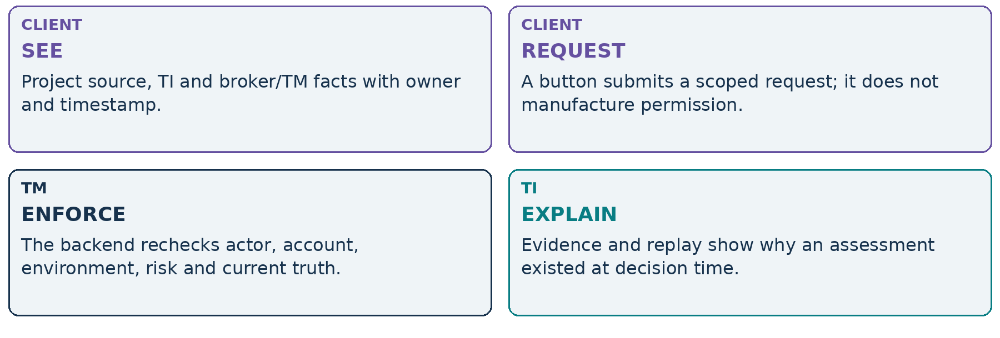 CLIENT
SEE
Project source, TI and broker/TM facts with owner
and timestamp.
CLIENT
REQUEST
A button submits a scoped request; it does not
manufacture permission.
TM
ENFORCE
The backend rechecks actor, account,
environment, risk and current truth.
TI
EXPLAIN
Evidence and replay show why an assessment
existed at decision time.